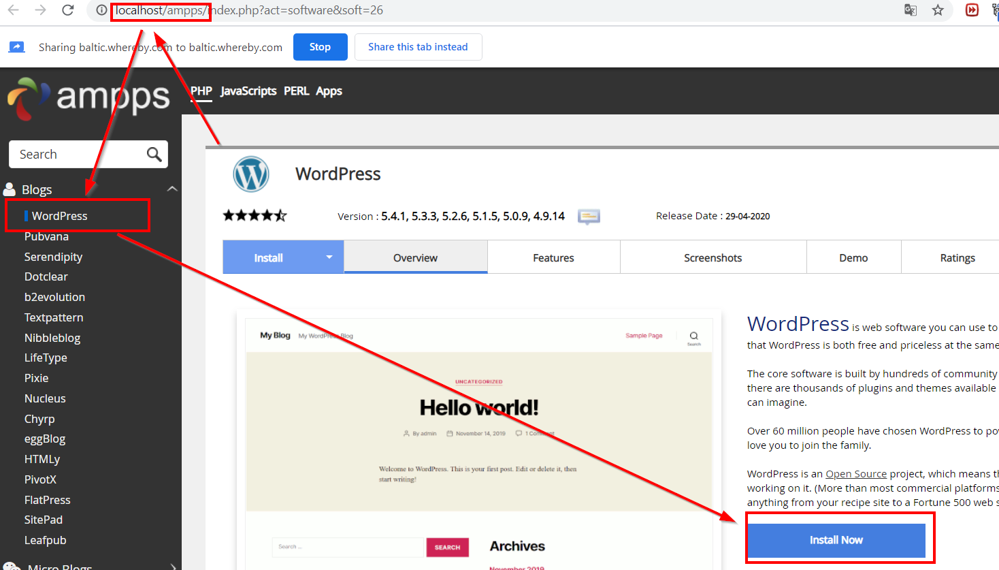 localhost/ampps/index.php?act=software&soft=26
Sharing baltic.whereby.com to baltic.whereby.com
Stop
Share this tab instead
ampps
PHP JavaScripts PERL Apps
Search
Blogs
WordPress
Pubvana
Serendipity
Dotclear
b2evolution
Textpattern
Nibbleblog
LifeType
Pixie
Nucleus
Chyrp
eggBlog
HTMLy
PivotX
FlatPress
SitePad
Leafpub
Micro Blogs
WordPress
Version : 5.4.1, 5.3.3, 5.2.6, 5.1.5, 5.0.9, 4.9.14
Release Date : 29-04-2020
Install
Overview
Features
Screenshots
Demo
Ratings
My Blog My WordPress Blog
Sample Page
Search
UNCATEGORIZED
Hello world!
By admin November 14, 2019 1 Comment
Welcome to WordPress. This is your first post. Edit or delete it, then
start writing!
Search ...
SEARCH
Archives
November 2019
WordPress is web software you can use to
that WordPress is both free and priceless at the same
The core software is built by hundreds of community
there are thousands of plugins and themes available
can imagine.
Over 60 million people have chosen WordPress to po
love you to join the family.
WordPress is an Open Source project, which means t
working on it. (More than most commercial platforms
anything from your recipe site to a Fortune 500 web s
Install Now